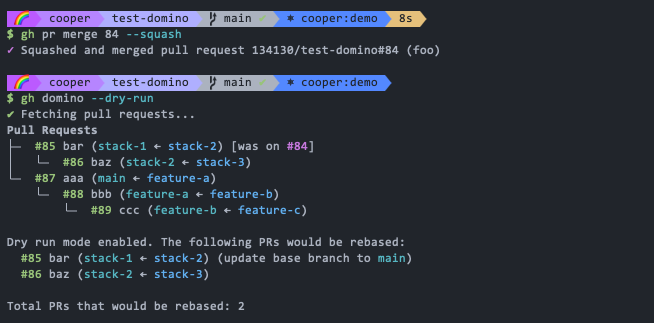 cooper test-domino main cooper:demo 8s
$ gh pr merge 84 --squash
✓ Squashed and merged pull request 134130/test-domino#84 (foo)
cooper test-domino main cooper:demo
$ gh domino --dry-run
✔ Fetching pull requests...
Pull Requests
├─ #85 bar (stack-1 ← stack-2) [was on #84]
│ └─ #86 baz (stack-2 ← stack-3)
└─ #87 aaa (main ← feature-a)
└─ #88 bbb (feature-a ← feature-b)
└─ #89 ccc (feature-b ← feature-c)
Dry run mode enabled. The following PRs would be rebased:
#85 bar (stack-1 ← stack-2) (update base branch to main)
#86 baz (stack-2 ← stack-3)
Total PRs that would be rebased: 2